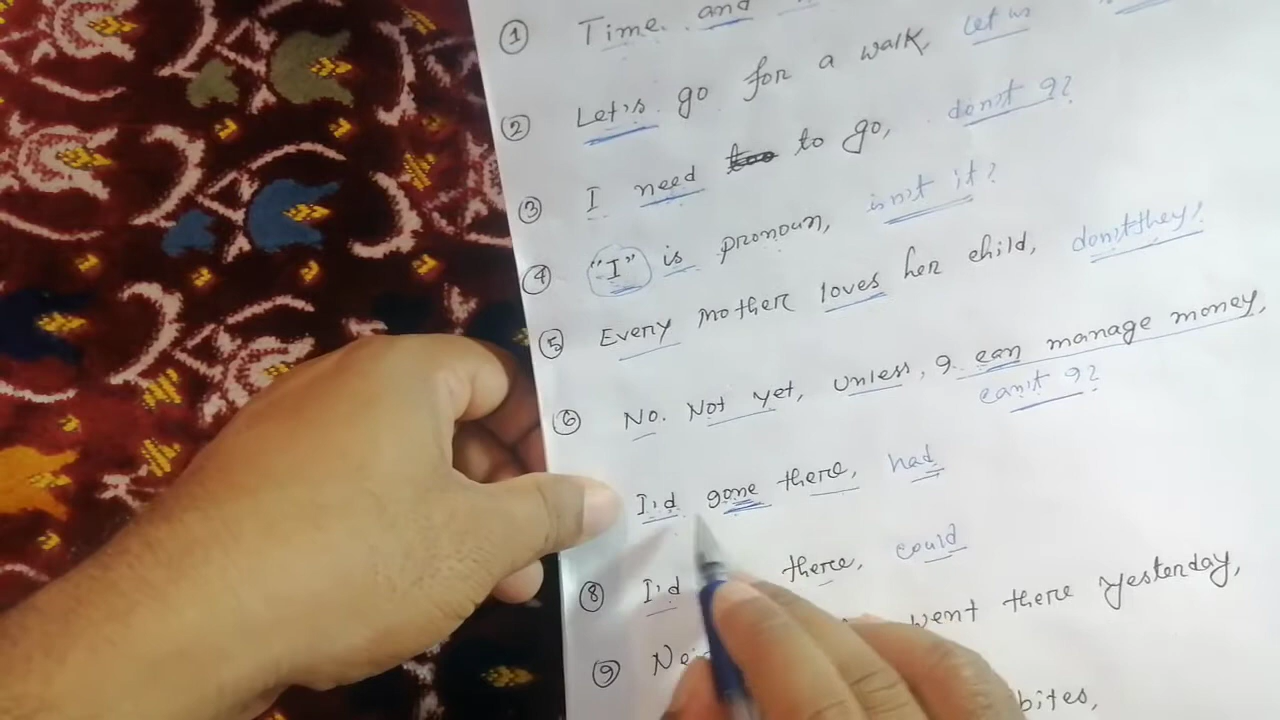 ① Time and
② Let's go for a walk, let us
③ I need to go, don't I?
④ "I" is pronoun, isn't it?
⑤ Every mother loves her child, don't they?
⑥ No. Not yet, unless, I can manage money,
can't I?
I'd gone there, had
⑧ I'd there, could
⑨ went there yesterday,
bites,